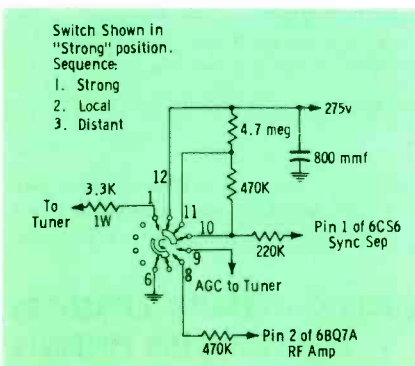 Switch Shown in
"Strong" position.
Sequence:
1. Strong
2. Local
3. Distant
275v
4.7 meg
12
800 mmf
3.3K
1
11
470K
To
Tuner
1W
10
Pin 1 of 6CS6
Sync Sep
220K
9
8
6
AGC to Tuner
Pin 2 of 6BQ7A
RF Amp
470K